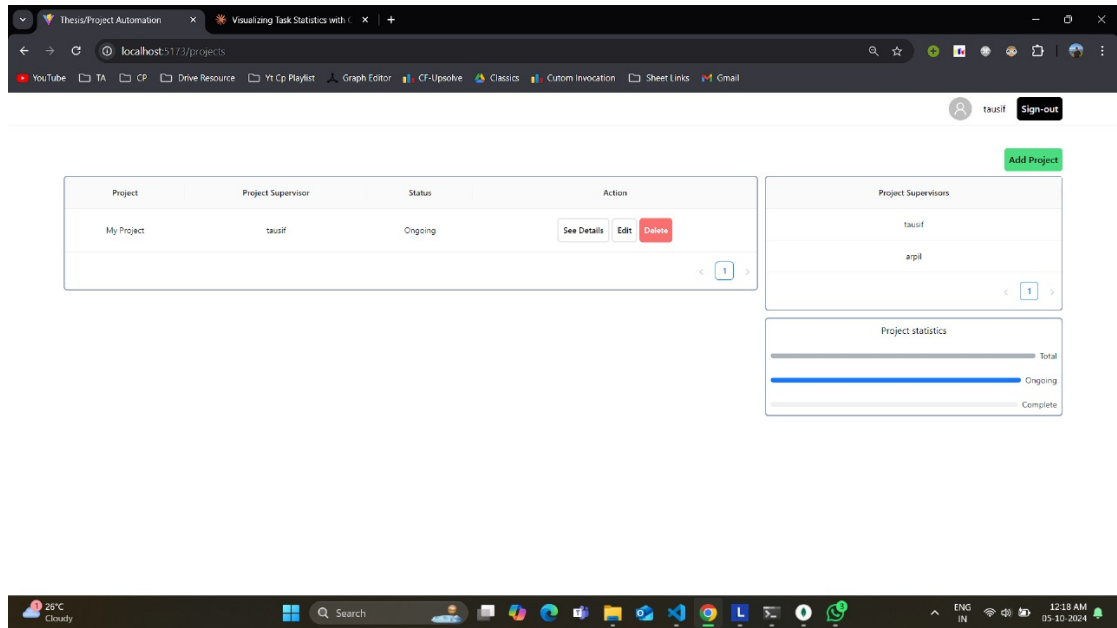 Thesis/Project Automation
Visualizing Task Statistics with C
localhost:5173/projects
YouTube TA CP Drive Resource Yt Cp Playlist Graph Editor CF-Upsolve Classics Cutom Invocation Sheet Links Gmail
tausif Sign-out
Add Project
Project Project Supervisor Status Action
My Project tausif Ongoing See Details Edit Delete
1
Project Supervisors
tausif
arpil
1
Project statistics
Total
Ongoing
Complete
1
26°C
Cloudy
Search
3
ENG
IN
12:18 AM
05-10-2024